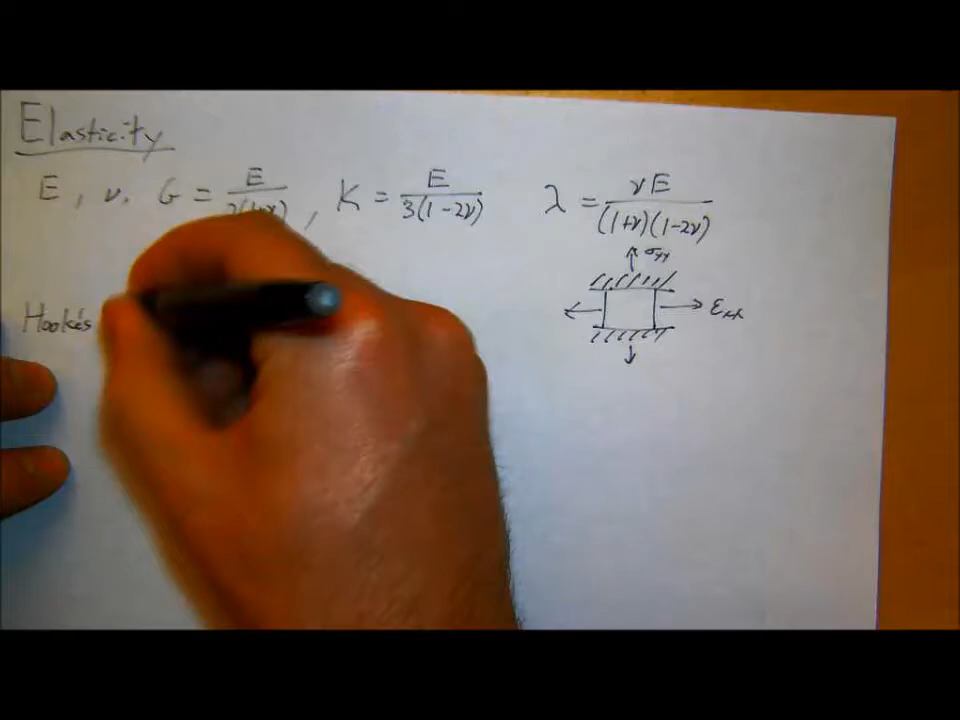 Elasticity
E , ν. G = E / 2(1+ν) , K = E / 3(1-2ν) λ = νE / (1+ν)(1-2ν)
σyy
Hooke's
εxx